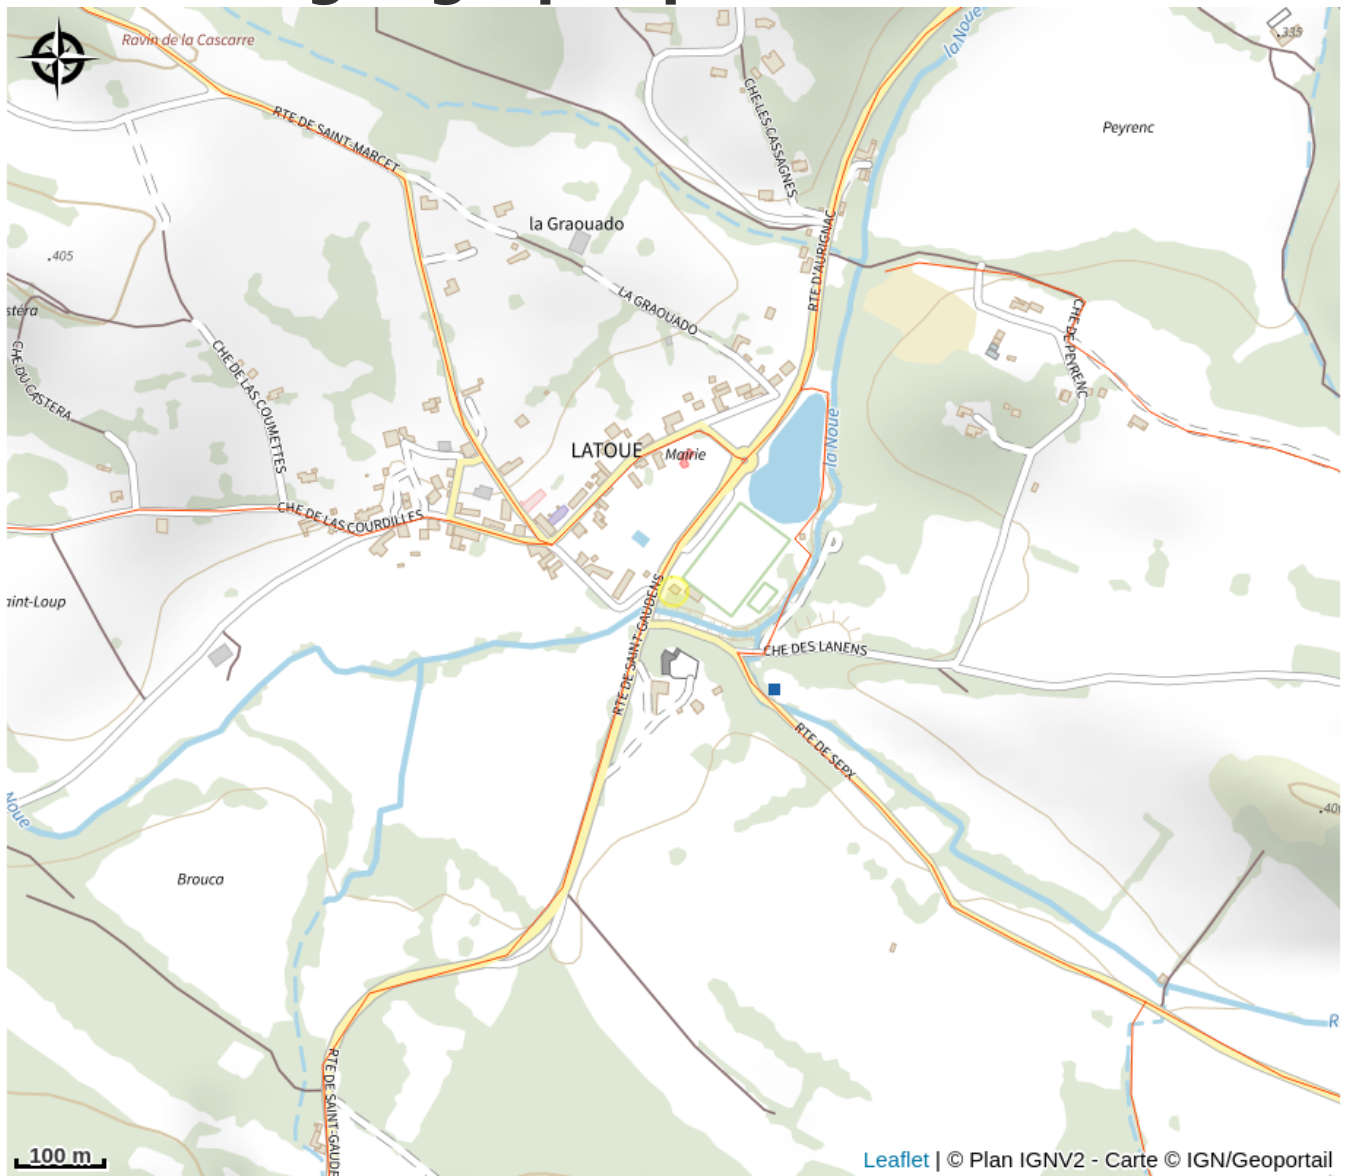 la Noue
Ravin de la Cascarre
.335
RTE DE SAINT-MARCET
CHE LES CASSAGNES
Peyrenc
la Graouado
.405
RTE D'AURIGNAC
LA GRAOUADO
stéra
CHE DU CASTERA
CHE DE LAS COUMETTES
CHE DE PEYRENC
la Noue
LATOUE
Mairie
CHE DE LAS COURDILLES
aint-Loup
RTE DE SAINT-GAUDENS
CHE DES LANENS
RTE DE SEPX
Noue
.40
Brouca
R
RTE DE SAINT-GAUDE
100 m
Leaflet | © Plan IGNV2 - Carte © IGN/Geoportail